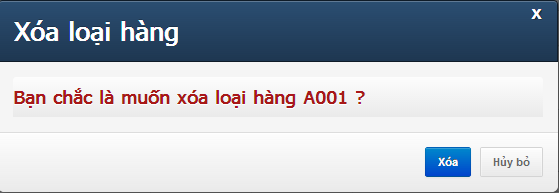 x
Xóa loại hàng
Bạn chắc là muốn xóa loại hàng A001 ?
Xóa
Hủy bỏ